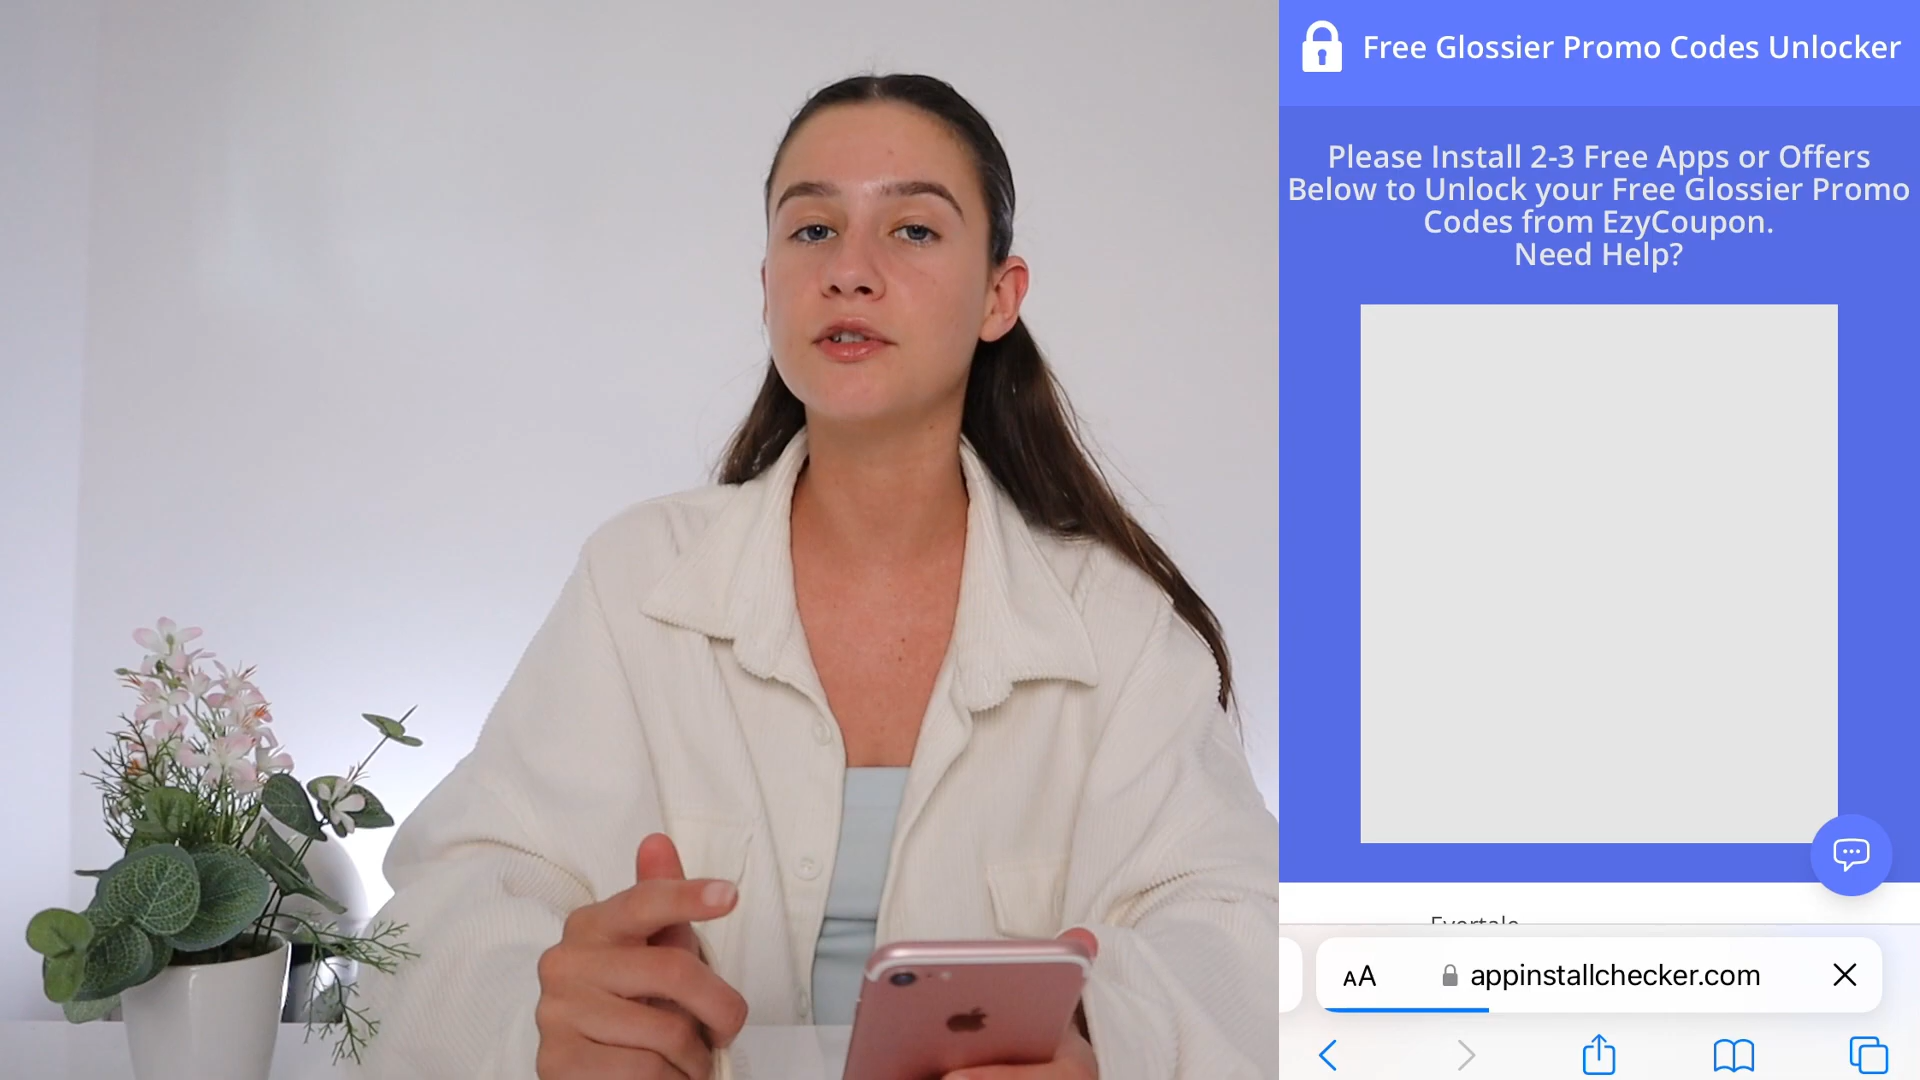 Free Glossier Promo Codes Unlocker
Please Install 2-3 Free Apps or Offers
Below to Unlock your Free Glossier Promo
Codes from EzyCoupon.
Need Help?
AA
appinstallchecker.com